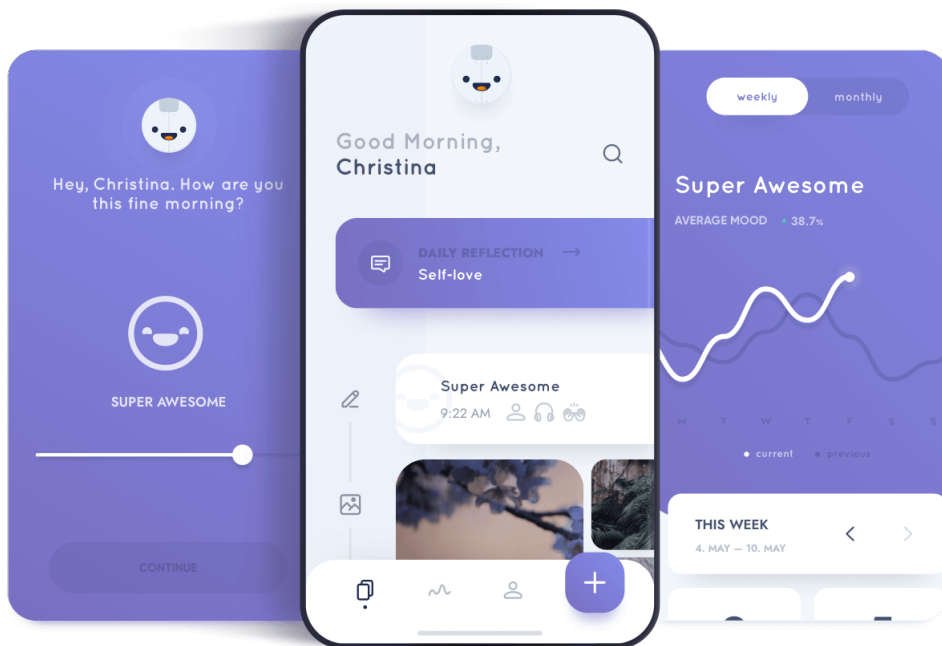 Hey, Christina. How are you
this fine morning?
SUPER AWESOME
CONTINUE
Good Morning,
Christina
DAILY REFLECTION
Self-love
Super Awesome
9:22 AM
weekly
monthly
Super Awesome
AVERAGE MOOD 38.7%
M T W T F S S
current previous
THIS WEEK
4. MAY — 10. MAY